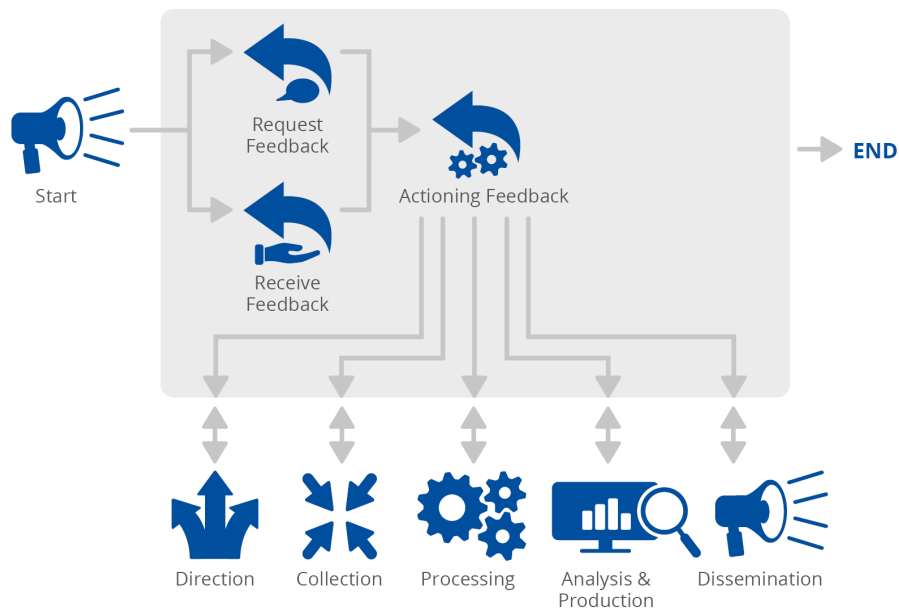 Request
Feedback
Start
Actioning Feedback
END
Receive
Feedback
Direction
Collection
Processing
Analysis &
Production
Dissemination